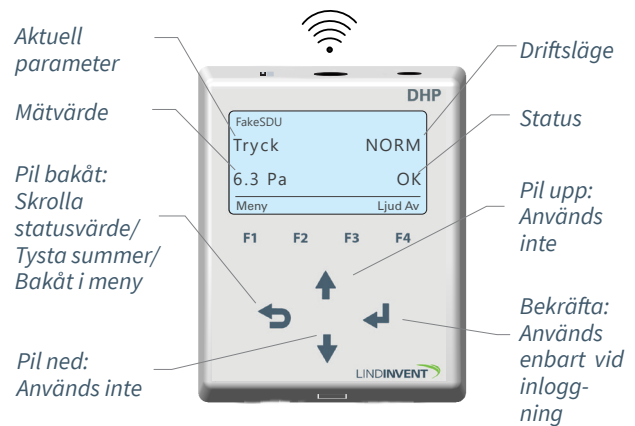 Aktuell
parameter
Mätvärde
Pil bakåt:
Skrolla
statusvärde/
Tysta summer/
Bakåt i meny
Pil ned:
Används inte
DHP
FakeSDU
Tryck NORM
6.3 Pa OK
Meny Ljud Av
F1 F2 F3 F4
LINDINVENT
Driftsläge
Status
Pil upp:
Används
inte
Bekräfta:
Används
enbart vid
inlogg-
ning